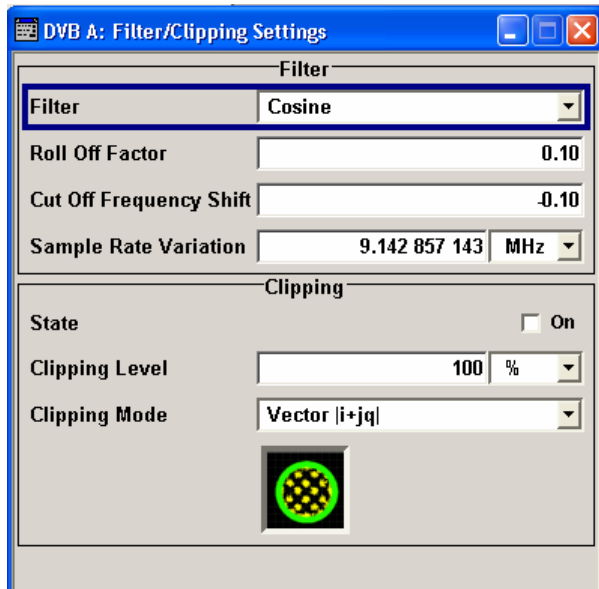 DVB A: Filter/Clipping Settings
Filter
Filter Cosine
Roll Off Factor 0.10
Cut Off Frequency Shift -0.10
Sample Rate Variation 9.142 857 143 MHz
Clipping
State On
Clipping Level 100 %
Clipping Mode Vector |i+jq|